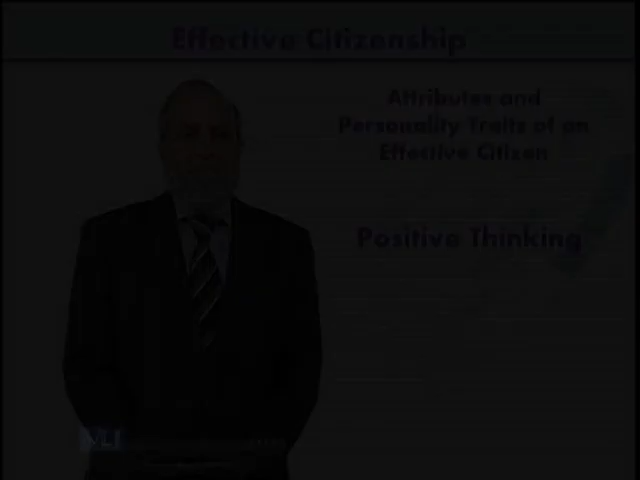 Effective Citizenship
Attributes and
Personality Traits of an
Effective Citizen
Positive Thinking